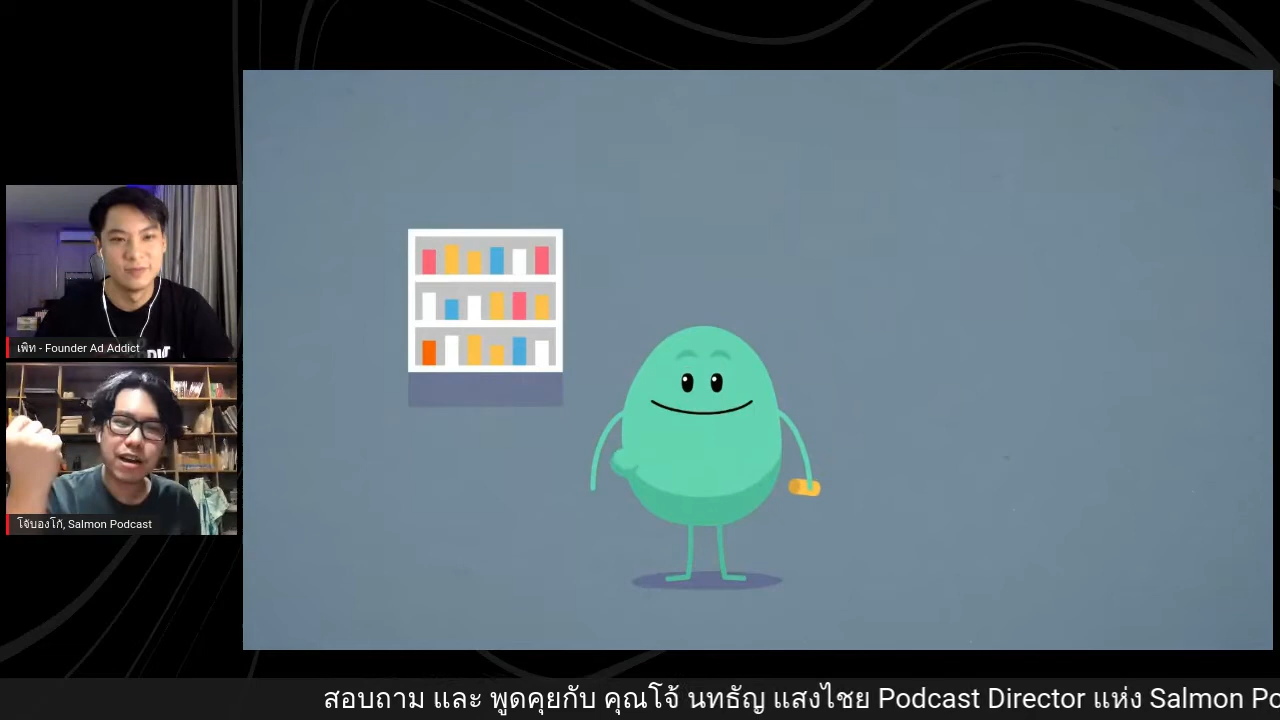 เพิท - Founder Ad Addict
โจ้บองโก้, Salmon Podcast
สอบถาม และ พูดคุยกับ คุณโจ้ นทธัญ แสงไชย Podcast Director แห่ง Salmon Po